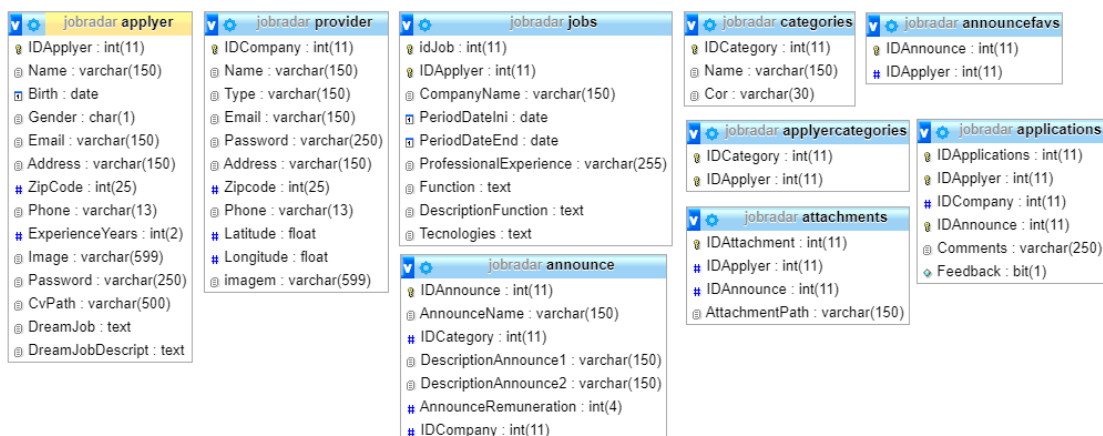 jobradar applyer
IDApplyer : int(11)
Name : varchar(150)
Birth : date
Gender : char(1)
Email : varchar(150)
Address : varchar(150)
# ZipCode : int(25)
Phone : varchar(13)
# ExperienceYears : int(2)
Image : varchar(599)
Password : varchar(250)
CvPath : varchar(500)
DreamJob : text
DreamJobDescript : text
jobradar provider
IDCompany : int(11)
Name : varchar(150)
Type : varchar(150)
Email : varchar(150)
Password : varchar(250)
Address : varchar(150)
# Zipcode : int(25)
Phone : varchar(13)
# Latitude : float
# Longitude : float
imagem : varchar(599)
jobradar jobs
idJob : int(11)
IDApplyer : int(11)
CompanyName : varchar(150)
PeriodDateIni : date
PeriodDateEnd : date
ProfessionalExperience : varchar(255)
Function : text
DescriptionFunction : text
Tecnologies : text
jobradar announce
IDAnnounce : int(11)
AnnounceName : varchar(150)
# IDCategory : int(11)
DescriptionAnnounce1 : varchar(150)
DescriptionAnnounce2 : varchar(150)
# AnnounceRemuneration : int(4)
# IDCompany : int(11)
jobradar categories
IDCategory : int(11)
Name : varchar(150)
Cor : varchar(30)
jobradar announcefavs
IDAnnounce : int(11)
# IDApplyer : int(11)
jobradar applyercategories
IDCategory : int(11)
IDApplyer : int(11)
jobradar attachments
IDAttachment : int(11)
# IDApplyer : int(11)
# IDAnnounce : int(11)
AttachmentPath : varchar(150)
jobradar applications
IDApplications : int(11)
IDApplyer : int(11)
# IDCompany : int(11)
IDAnnounce : int(11)
Comments : varchar(250)
Feedback : bit(1)